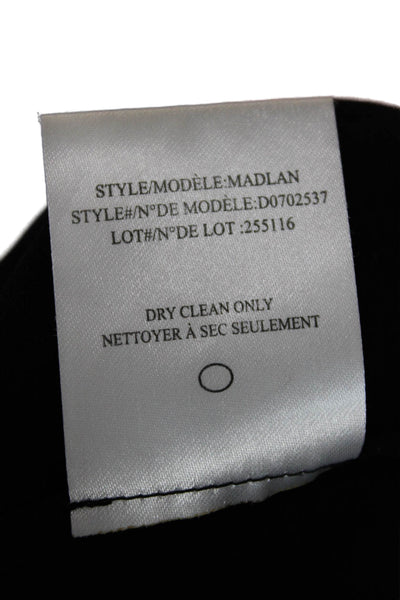 STYLE/MODÈLE:MADLAN
STYLE#/N°DE MODÈLE:D0702537
LOT#/N°DE LOT :255116
DRY CLEAN ONLY
NETTOYER À SEC SEULEMENT